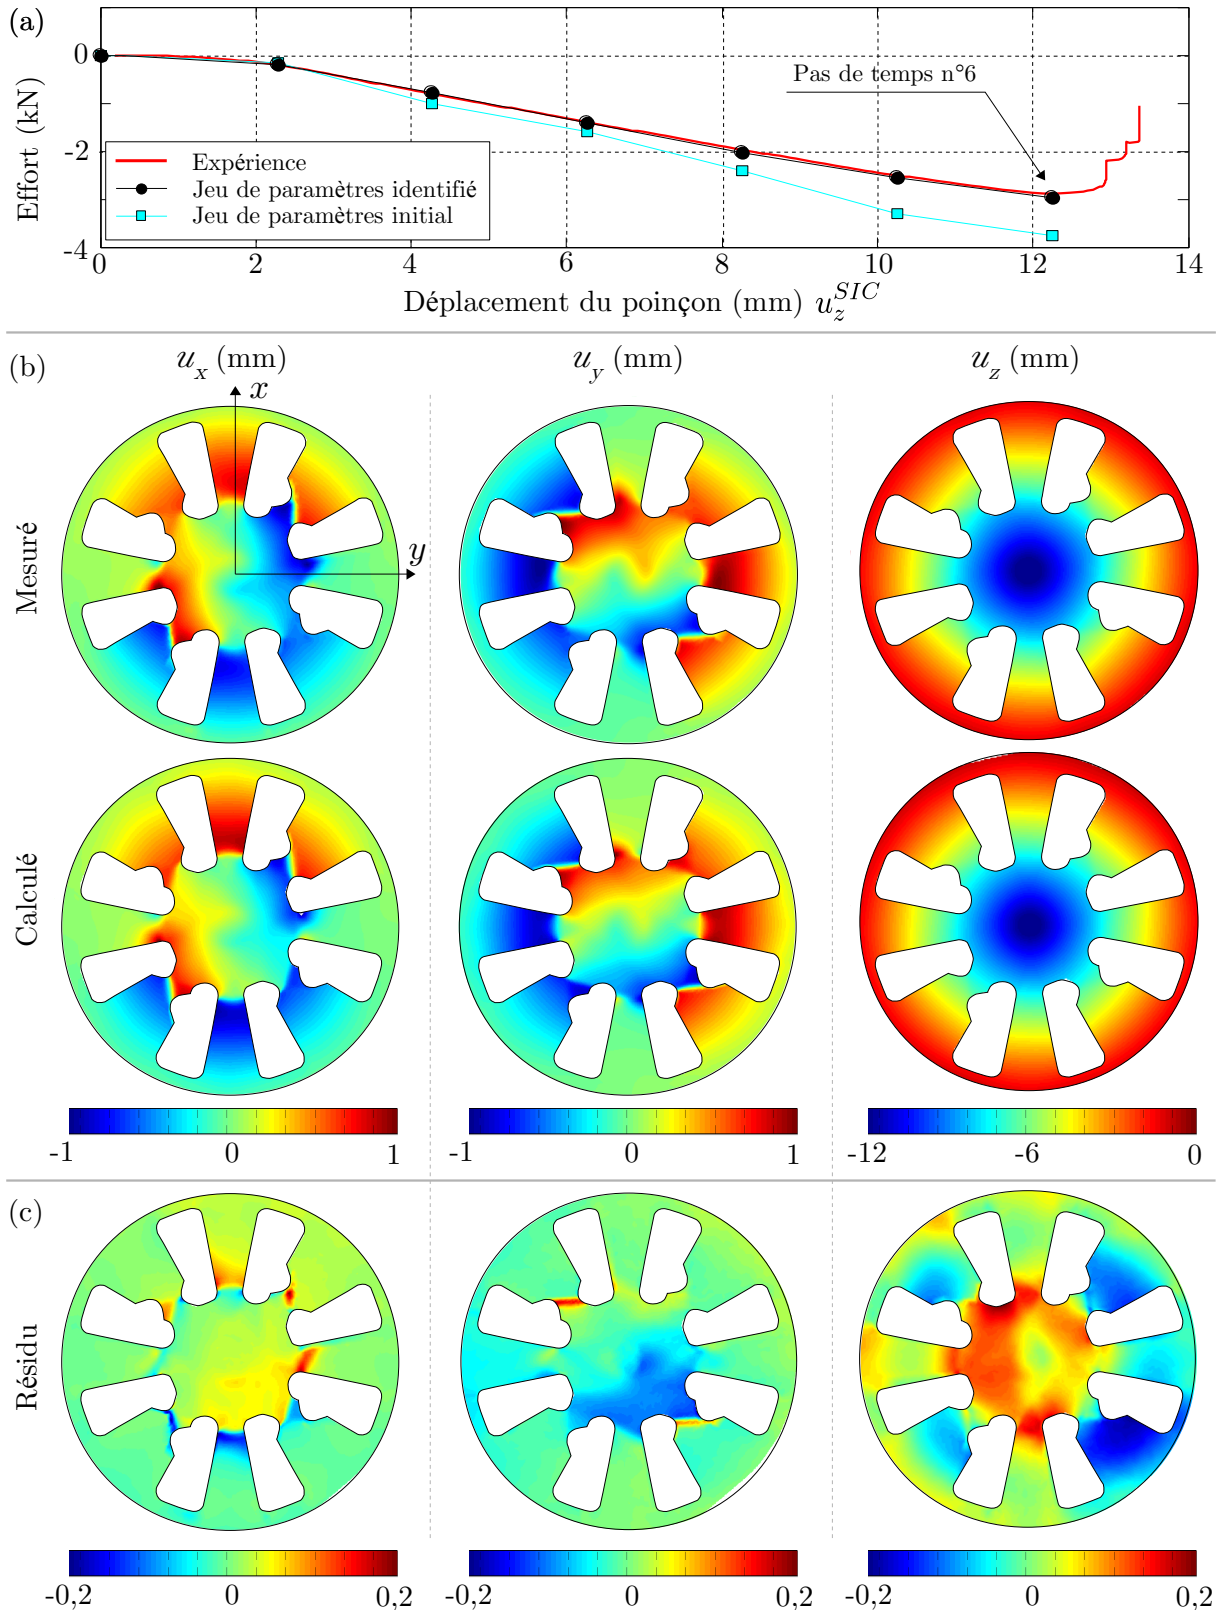 (a)
0
-2
-4
Effort (kN)
Pas de temps n°6
Expérience
Jeu de paramètres identifié
Jeu de paramètres initial
0 2 4 6 8 10 12 14
Déplacement du poinçon (mm) u_z^{SIC}
(b)
u_x (mm) u_y (mm) u_z (mm)
x
y
Mesuré
Calculé
-1 0 1 -1 0 1 -12 -6 0
(c)
Résidu
-0,2 0 0,2 -0,2 0 0,2 -0,2 0 0,2